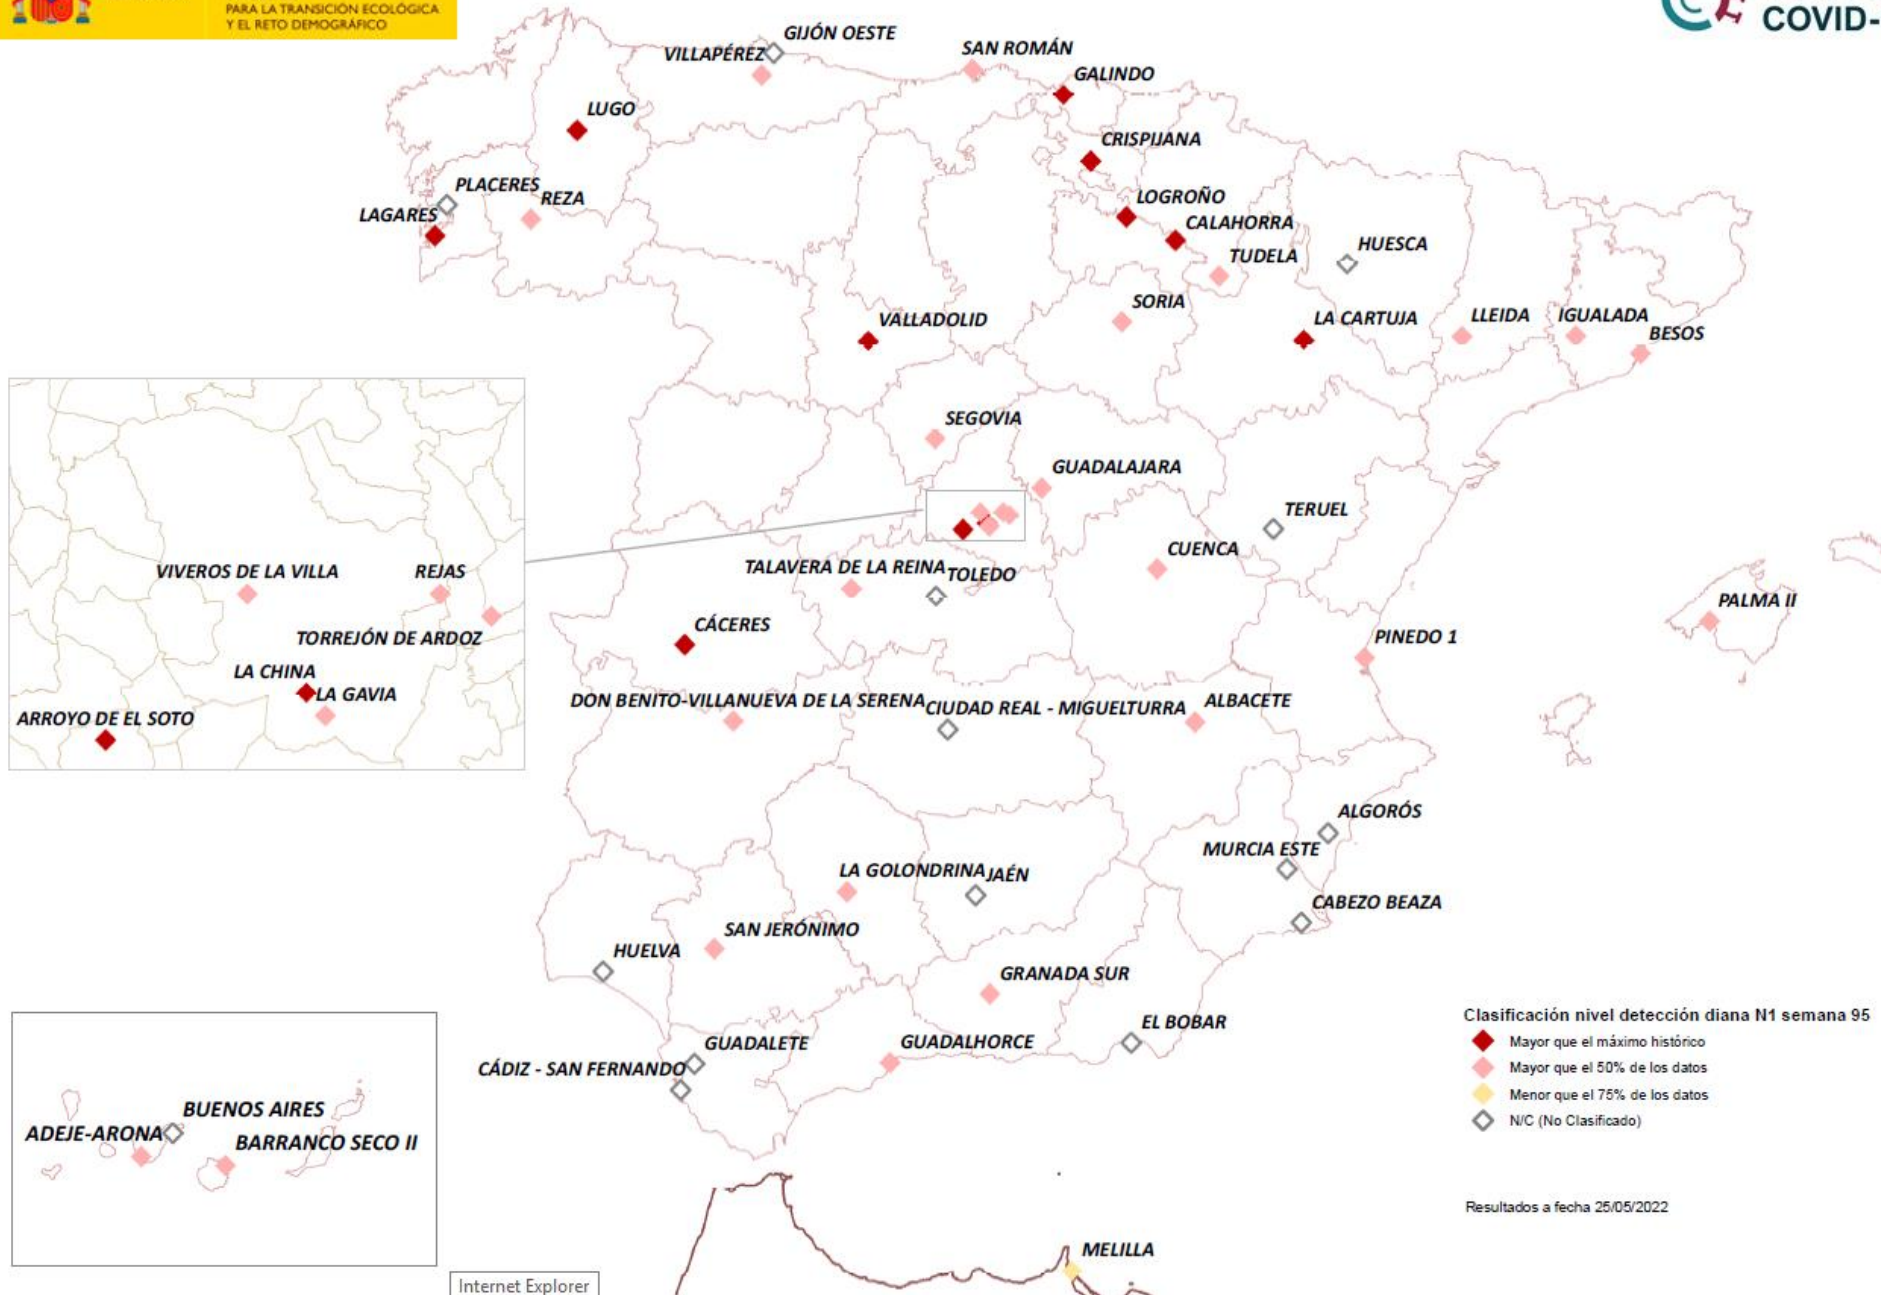 PARA LA TRANSICIÓN ECOLÓGICA
Y EL RETO DEMOGRÁFICO
COVID-
GIJÓN OESTE
VILLAPÉREZ
SAN ROMÁN
GALINDO
LUGO
CRISPIJANA
PLACERES
REZA
LAGARES
LOGROÑO
CALAHORRA
TUDELA
HUESCA
SORIA
VALLADOLID
LA CARTUJA
LLEIDA
IGUALADA
BESOS
SEGOVIA
GUADALAJARA
TERUEL
CUENCA
TALAVERA DE LA REINA
TOLEDO
VIVEROS DE LA VILLA
REJAS
TORREJÓN DE ARDOZ
LA CHINA
LA GAVIA
ARROYO DE EL SOTO
CÁCERES
PALMA II
PINEDO 1
DON BENITO-VILLANUEVA DE LA SERENA
CIUDAD REAL - MIGUELTURRA
ALBACETE
ALGORÓS
MURCIA ESTE
LA GOLONDRINA
JAÉN
CABEZO BEAZA
SAN JERÓNIMO
HUELVA
GRANADA SUR
EL BOBAR
GUADALETE
GUADALHORCE
CÁDIZ - SAN FERNANDO
BUENOS AIRES
ADEJE-ARONA
BARRANCO SECO II
Clasificación nivel detección diana N1 semana 95
Mayor que el máximo histórico
Mayor que el 50% de los datos
Menor que el 75% de los datos
N/C (No Clasificado)
Resultados a fecha 25/05/2022
MELILLA
Internet Explorer